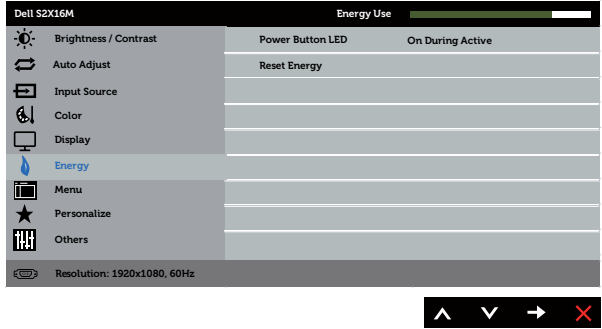 Dell S2X16M Energy Use
Brightness / Contrast Power Button LED On During Active
Auto Adjust Reset Energy
Input Source
Color
Display
Energy
Menu
Personalize
Others
Resolution: 1920x1080, 60Hz